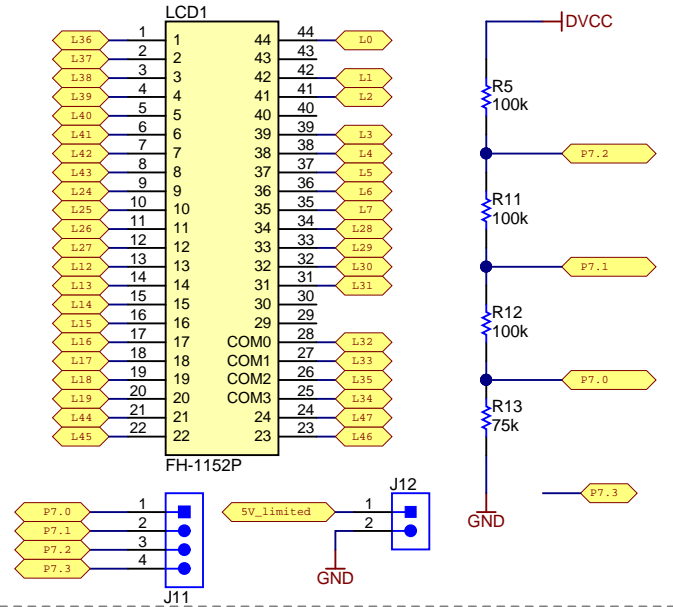 LCD1
L36 1 1 44 44 L0
L37 2 2 43 43
L38 3 3 42 42 L1
L39 4 4 41 41 L2
L40 5 5 40 40
L41 6 6 39 39 L3
L42 7 7 38 38 L4
L43 8 8 37 37 L5
L24 9 9 36 36 L6
L25 10 10 35 35 L7
L26 11 11 34 34 L28
L27 12 12 33 33 L29
L12 13 13 32 32 L30
L13 14 14 31 31 L31
L14 15 15 30 30
L15 16 16 29 29
L16 17 17 COM0 28 L32
L17 18 18 COM1 27 L33
L18 19 19 COM2 26 L35
L19 20 20 COM3 25 L34
L44 21 21 24 24 L47
L45 22 22 23 23 L46
FH-1152P
DVCC
R5
100k
P7.2
R11
100k
P7.1
R12
100k
P7.0
R13
75k
P7.3
GND
P7.0 1
P7.1 2
P7.2 3
P7.3 4
J11
J12
5V_limited 1
2
GND